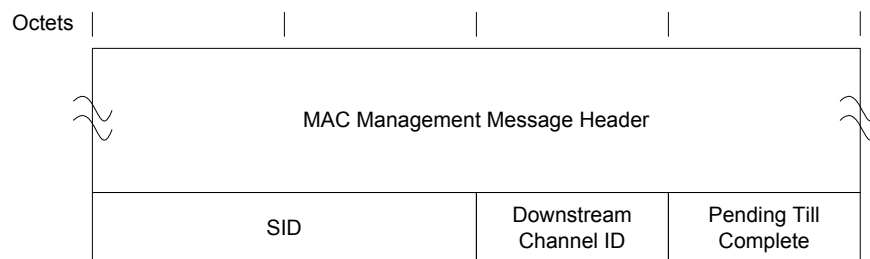 Octets
MAC Management Message Header
SID
Downstream
Channel ID
Pending Till
Complete